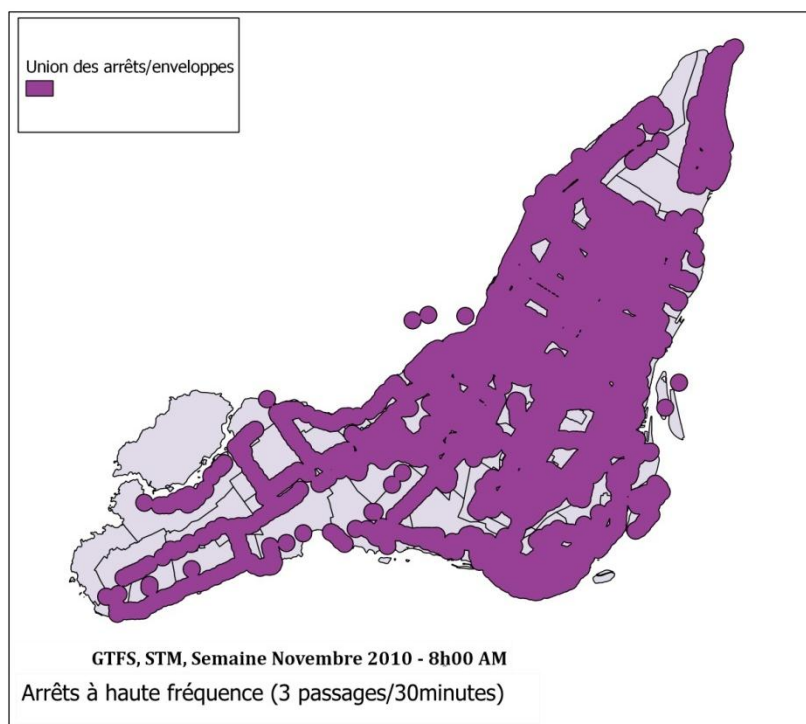 Union des arrêts/enveloppes
GTFS, STM, Semaine Novembre 2010 - 8h00 AM
Arrêts à haute fréquence (3 passages/30minutes)